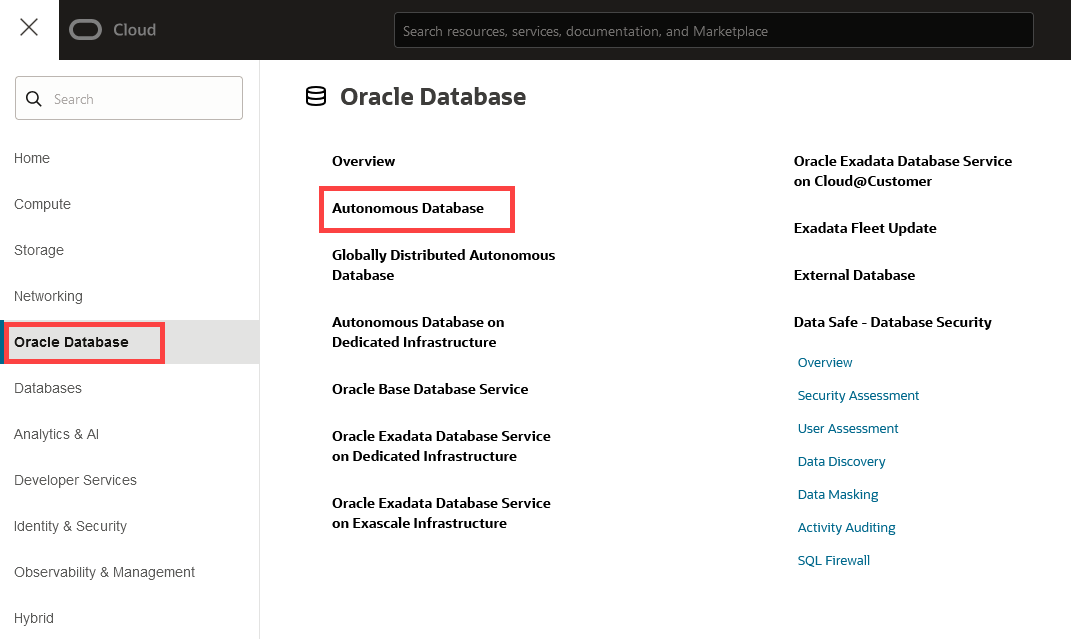 Cloud
Search resources, services, documentation, and Marketplace
Search
Home
Compute
Storage
Networking
Oracle Database
Databases
Analytics & AI
Developer Services
Identity & Security
Observability & Management
Hybrid
Oracle Database
Overview
Autonomous Database
Globally Distributed Autonomous
Database
Autonomous Database on
Dedicated Infrastructure
Oracle Base Database Service
Oracle Exadata Database Service
on Dedicated Infrastructure
Oracle Exadata Database Service
on Exascale Infrastructure
Oracle Exadata Database Service
on Cloud@Customer
Exadata Fleet Update
External Database
Data Safe - Database Security
Overview
Security Assessment
User Assessment
Data Discovery
Data Masking
Activity Auditing
SQL Firewall